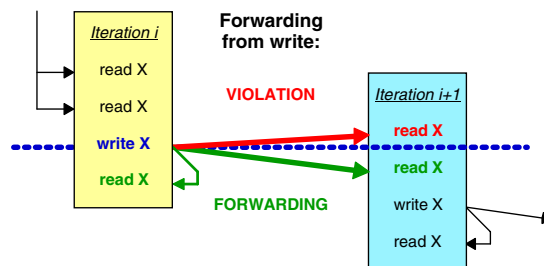 Iteration i
read X
read X
write X
read X
Forwarding
from write:
VIOLATION
FORWARDING
Iteration i+1
read X
read X
write X
read X